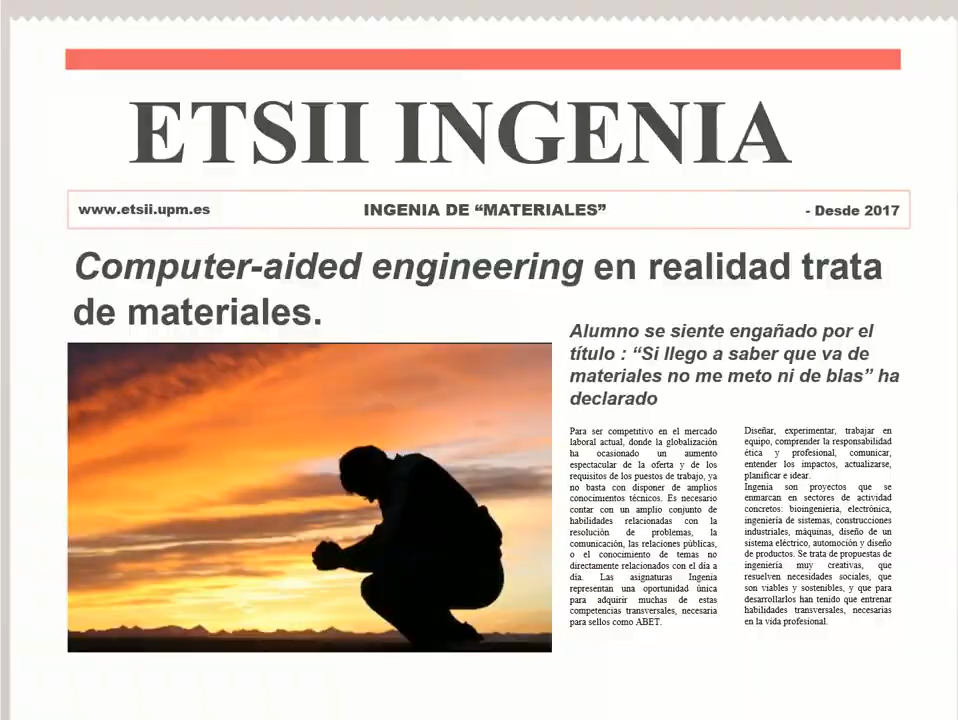 ETSII INGENIA
www.etsii.upm.es
INGENIA DE “MATERIALES”
- Desde 2017
Computer-aided engineering en realidad trata
de materiales.
Alumno se siente engañado por el
título : “Si llego a saber que va de
materiales no me meto ni de blas” ha
declarado
Para ser competitivo en el mercado
laboral actual, donde la globalización
ha ocasionado un aumento
espectacular de la oferta y de los
requisitos de los puestos de trabajo, ya
no basta con disponer de amplios
conocimientos técnicos. Es necesario
contar con un amplio conjunto de
habilidades relacionadas con la
resolución de problemas, la
comunicación, las relaciones públicas,
o el conocimiento de temas no
directamente relacionados con el día a
día. Las asignaturas Ingenia
representan una oportunidad única
para adquirir muchas de estas
competencias transversales, necesaria
para sellos como ABET.
Diseñar, experimentar, trabajar en
equipo, comprender la responsabilidad
ética y profesional, comunicar,
entender los impactos, actualizarse,
planificar e idear.
Ingenia son proyectos que se
enmarcan en sectores de actividad
concretos: bioingeniería, electrónica,
ingeniería de sistemas, construcciones
industriales, máquinas, diseño de un
sistema eléctrico, automoción y diseño
de productos. Se trata de propuestas de
ingeniería muy creativas, que
resuelven necesidades sociales, que
son viables y sostenibles, y que para
desarrollarlos han tenido que entrenar
habilidades transversales, necesarias
en la vida profesional.